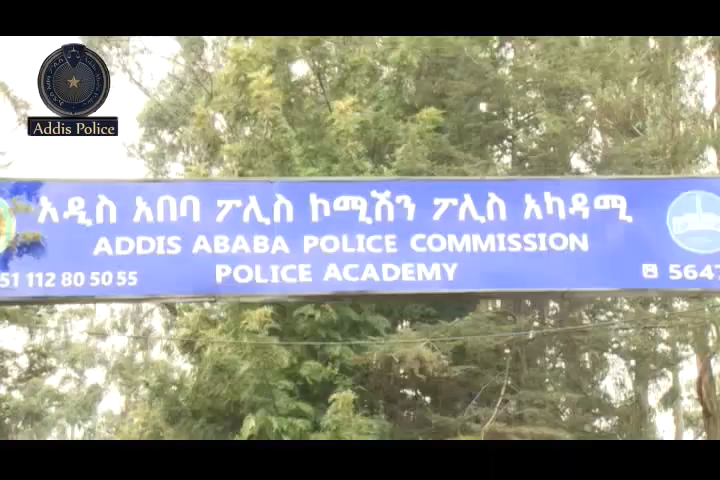 Addis Police
አዲስ አበባ ፖሊስ ኮሚሽን ፖሊስ አካዳሚ
ADDIS ABABA POLICE COMMISSION
51 112 80 50 55 POLICE ACADEMY 5647